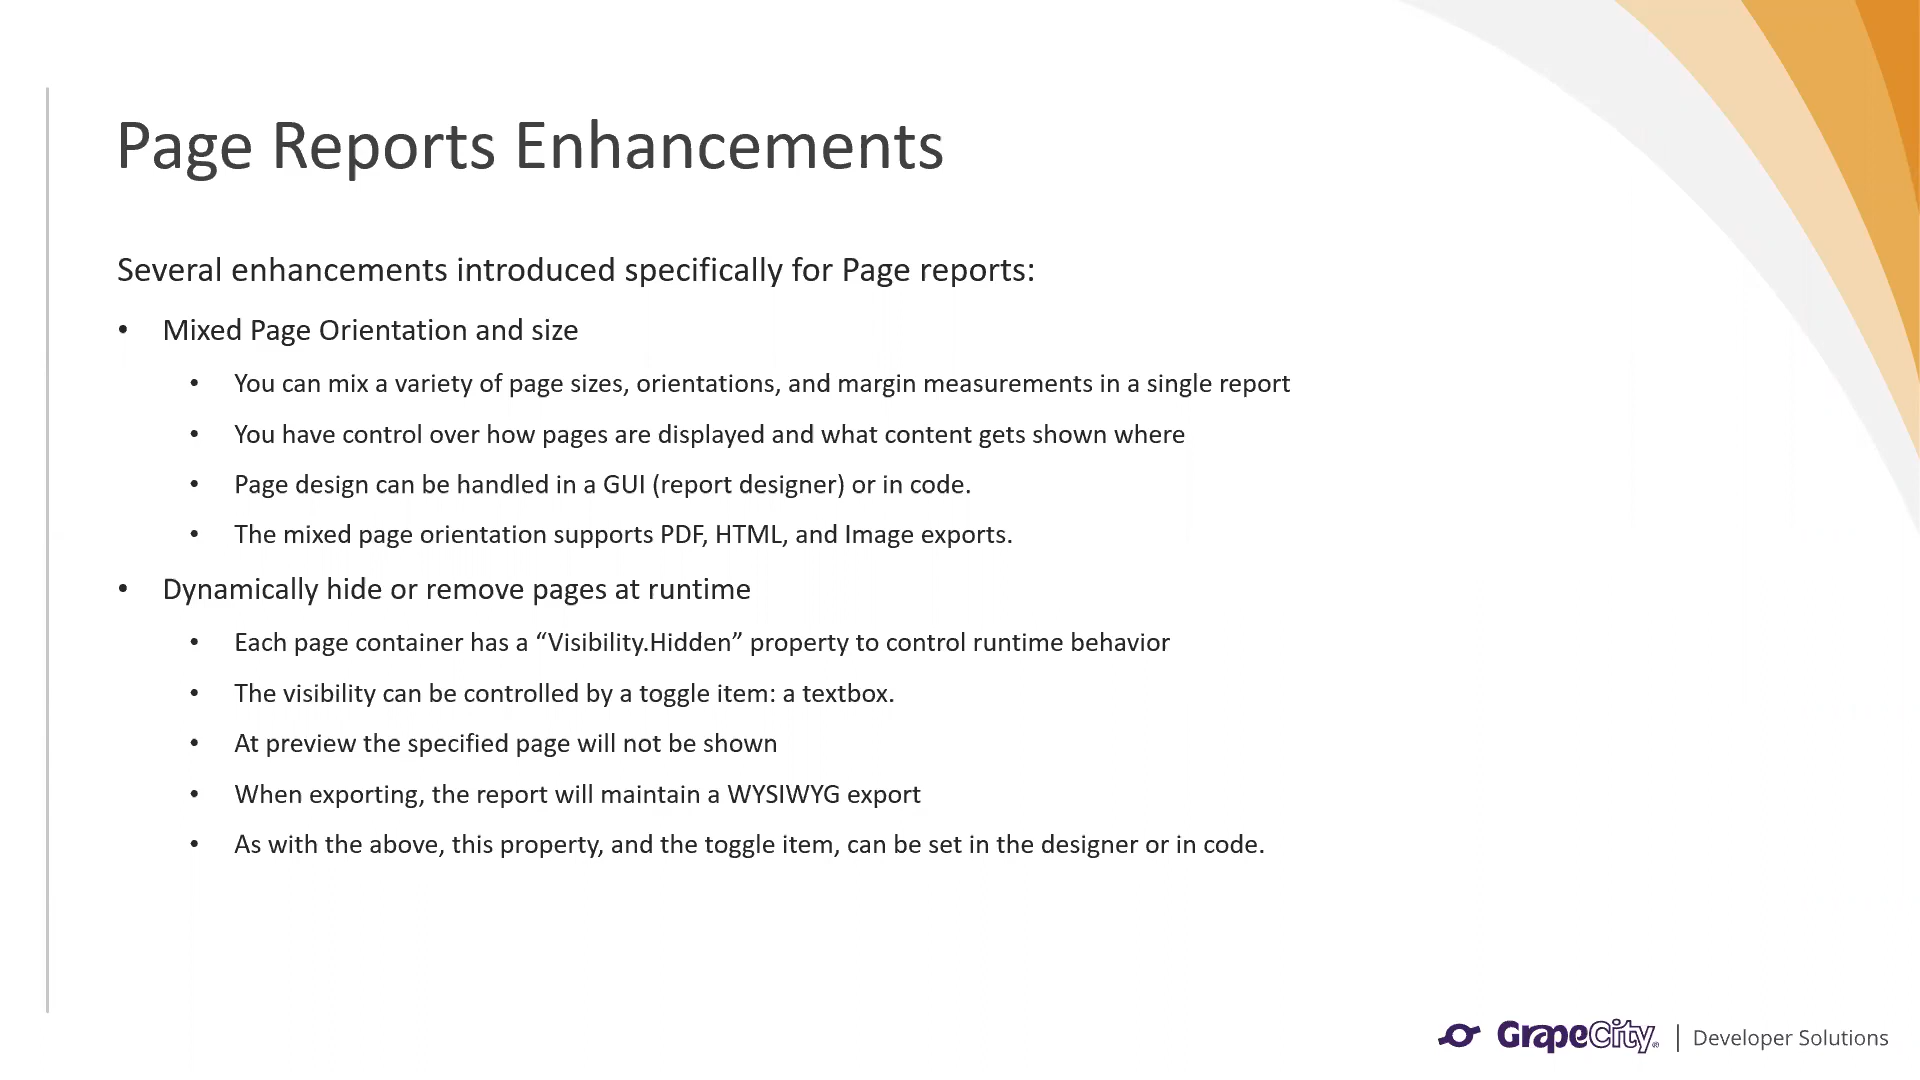 Page Reports Enhancements
Several enhancements introduced specifically for Page reports:
• Mixed Page Orientation and size
• You can mix a variety of page sizes, orientations, and margin measurements in a single report
• You have control over how pages are displayed and what content gets shown where
• Page design can be handled in a GUI (report designer) or in code.
• The mixed page orientation supports PDF, HTML, and Image exports.
• Dynamically hide or remove pages at runtime
• Each page container has a “Visibility.Hidden” property to control runtime behavior
• The visibility can be controlled by a toggle item: a textbox.
• At preview the specified page will not be shown
• When exporting, the report will maintain a WYSIWYG export
• As with the above, this property, and the toggle item, can be set in the designer or in code.
GrapeCity® | Developer Solutions